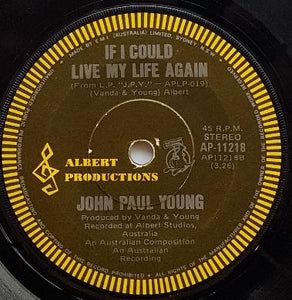 MADE BY E.M.I. (AUSTRALIA) LIMITED, SYDNEY, N.S.W.
IF I COULD
LIVE MY LIFE AGAIN
(From L.P. "J.P.Y." — APLP-019)
(Vanda & Young) Albert
45 R.P.M.
STEREO
AP-11218
AP11218B
(3.26)
ALBERT
PRODUCTIONS
JOHN PAUL YOUNG
Produced by Vanda & Young
Recorded at Albert Studios,
Australia
An Australian Composition
An Australian
Recording
ALL RIGHTS